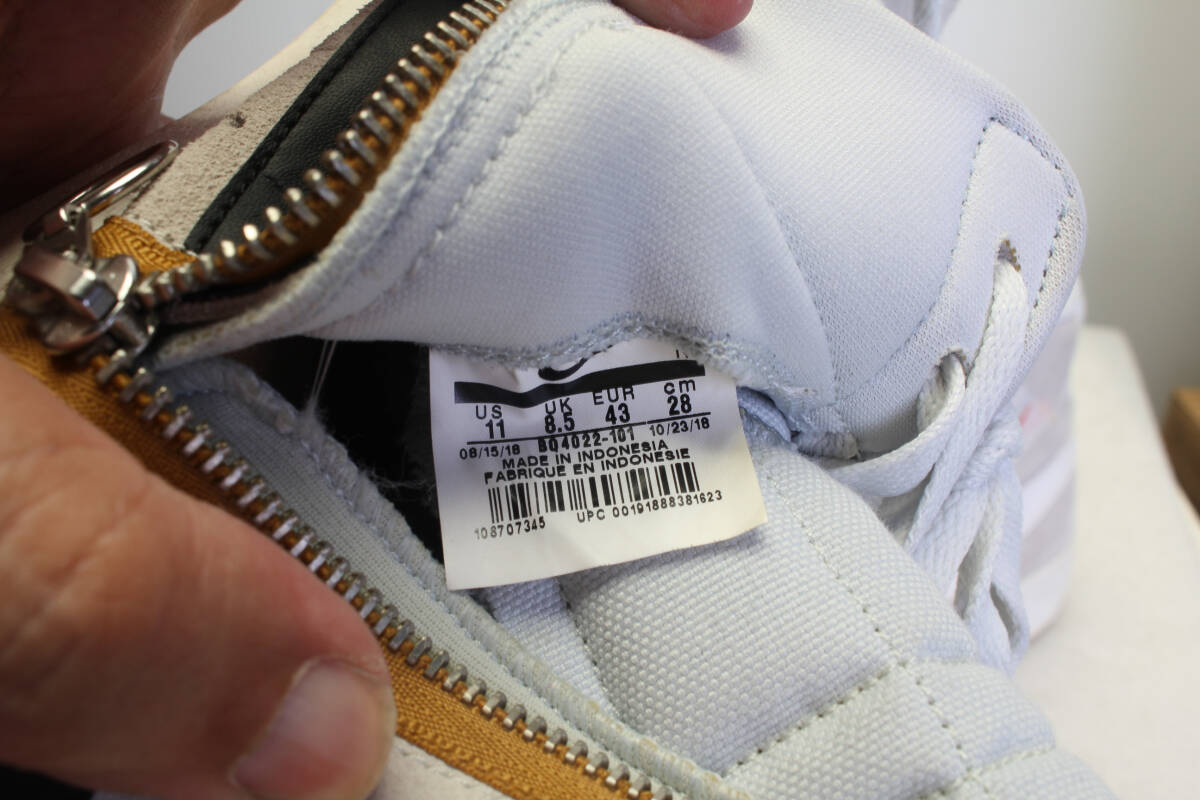 US UK EUR cm
11 8.5 43 28
08/15/18 BQ4022-101 10/23/18
MADE IN INDONESIA
FABRIQUE EN INDONESIE
108707345 UPC 00191888381623